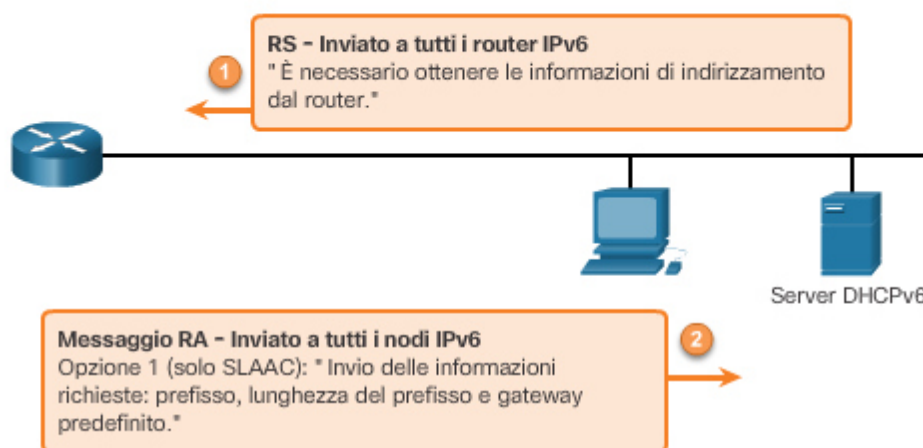 RS - Inviato a tutti i router IPv6
" È necessario ottenere le informazioni di indirizzamento
dal router."
1
Server DHCPv6
Messaggio RA - Inviato a tutti i nodi IPv6
Opzione 1 (solo SLAAC): " Invio delle informazioni
richieste: prefisso, lunghezza del prefisso e gateway
predefinito."
2